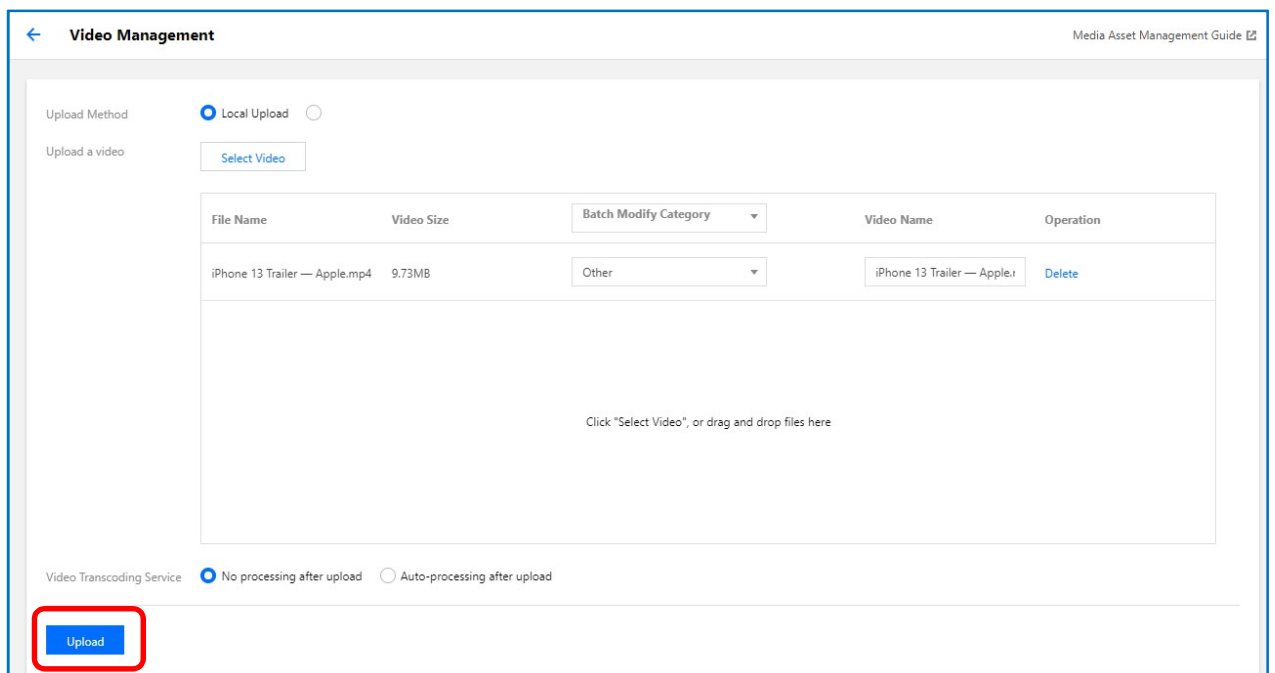 Video Management
Media Asset Management Guide
Upload Method
Local Upload
Upload a video
Select Video
File Name Video Size Batch Modify Category Video Name Operation
iPhone 13 Trailer — Apple.mp4 9.73MB Other iPhone 13 Trailer — Apple.r Delete
Click "Select Video", or drag and drop files here
Video Transcoding Service No processing after upload Auto-processing after upload
Upload